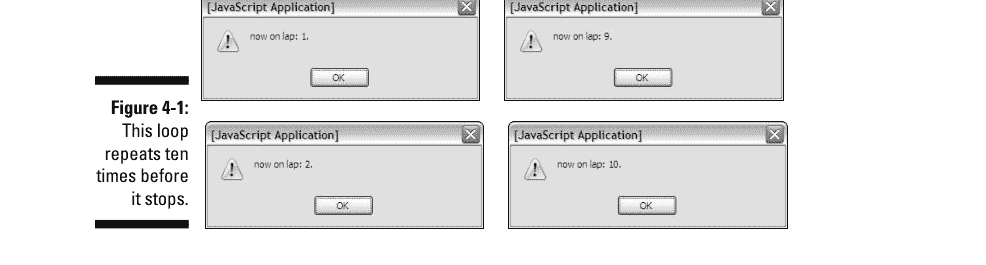 [JavaScript Application]
now on lap: 1.
OK
[JavaScript Application]
now on lap: 9.
OK
Figure 4-1:
This loop
repeats ten
times before
it stops.
[JavaScript Application]
now on lap: 2.
OK
[JavaScript Application]
now on lap: 10.
OK